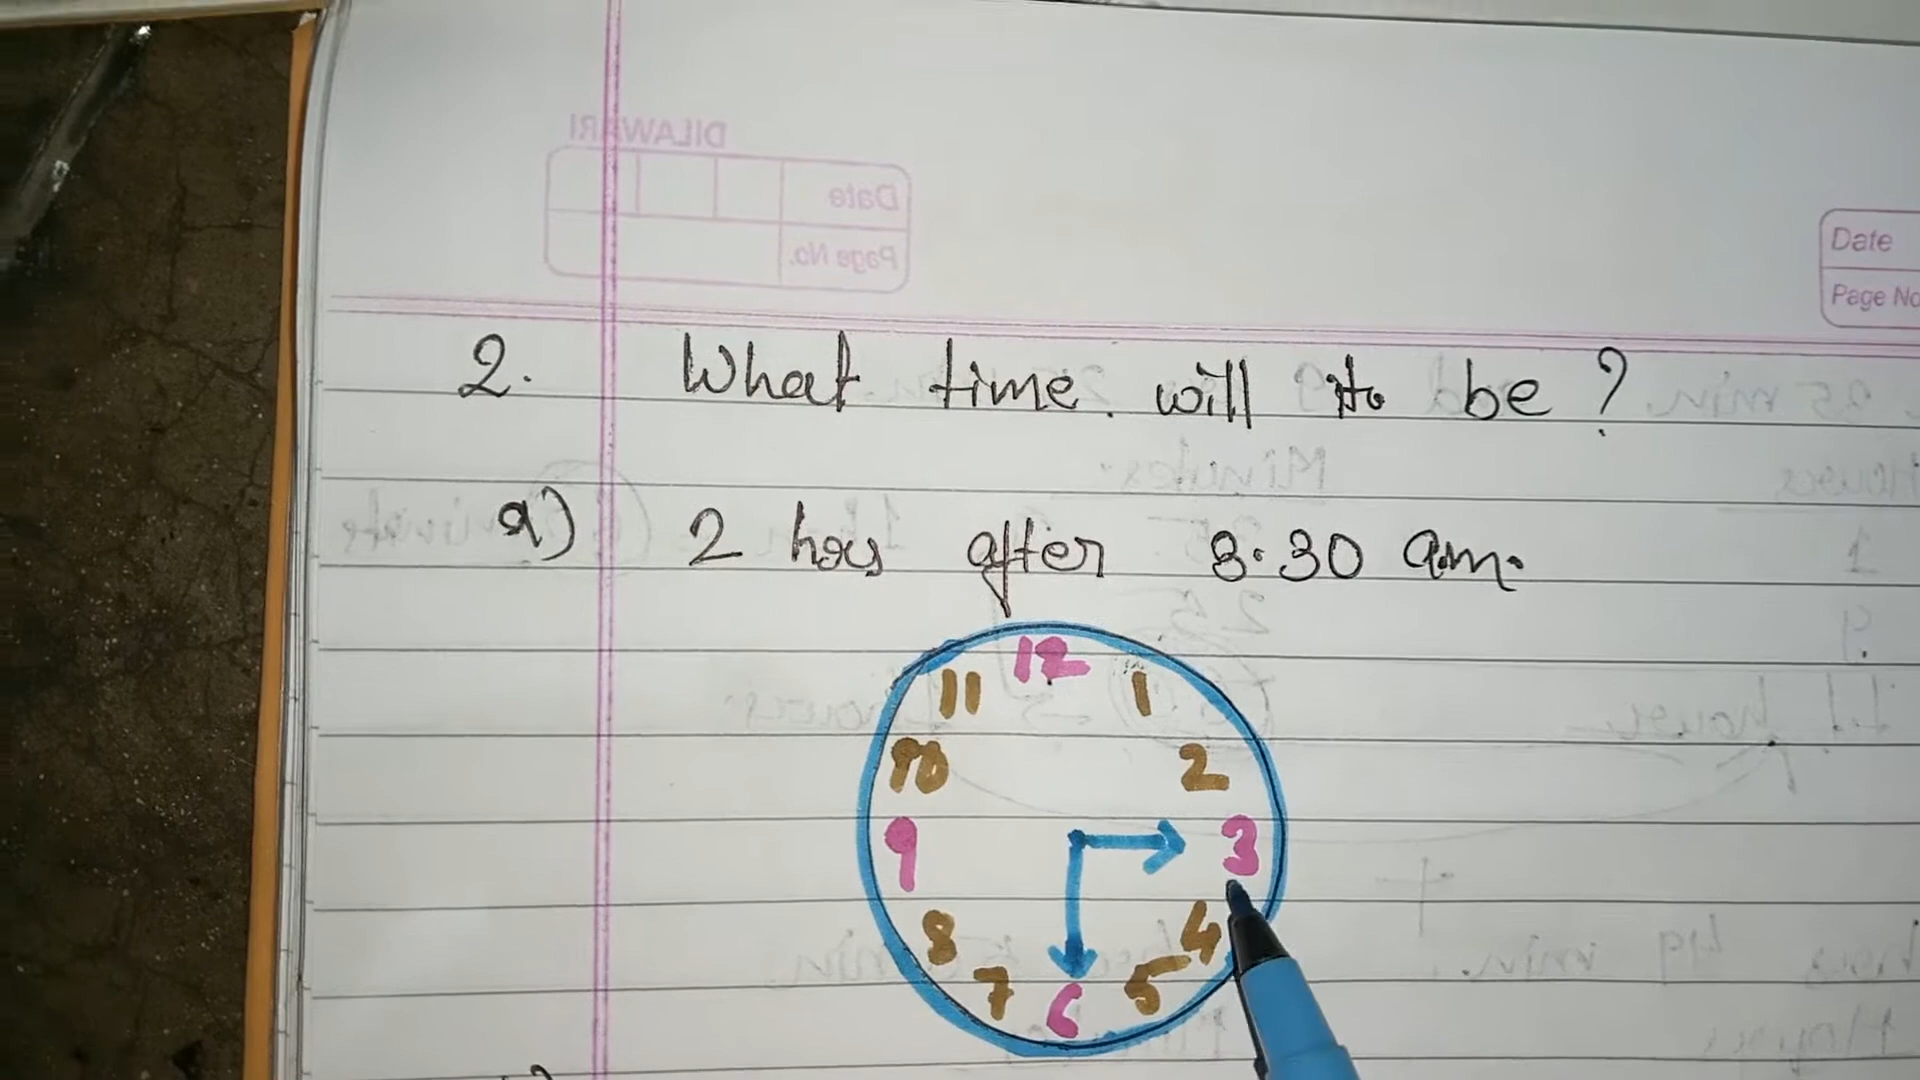 DILAWARI
Date
Page No.
Date
Page No
2. What time will it be ?
a) 2 hrs after 3.30 a.m.
12
11 1
10 2
9 3
8 4
7 5
6